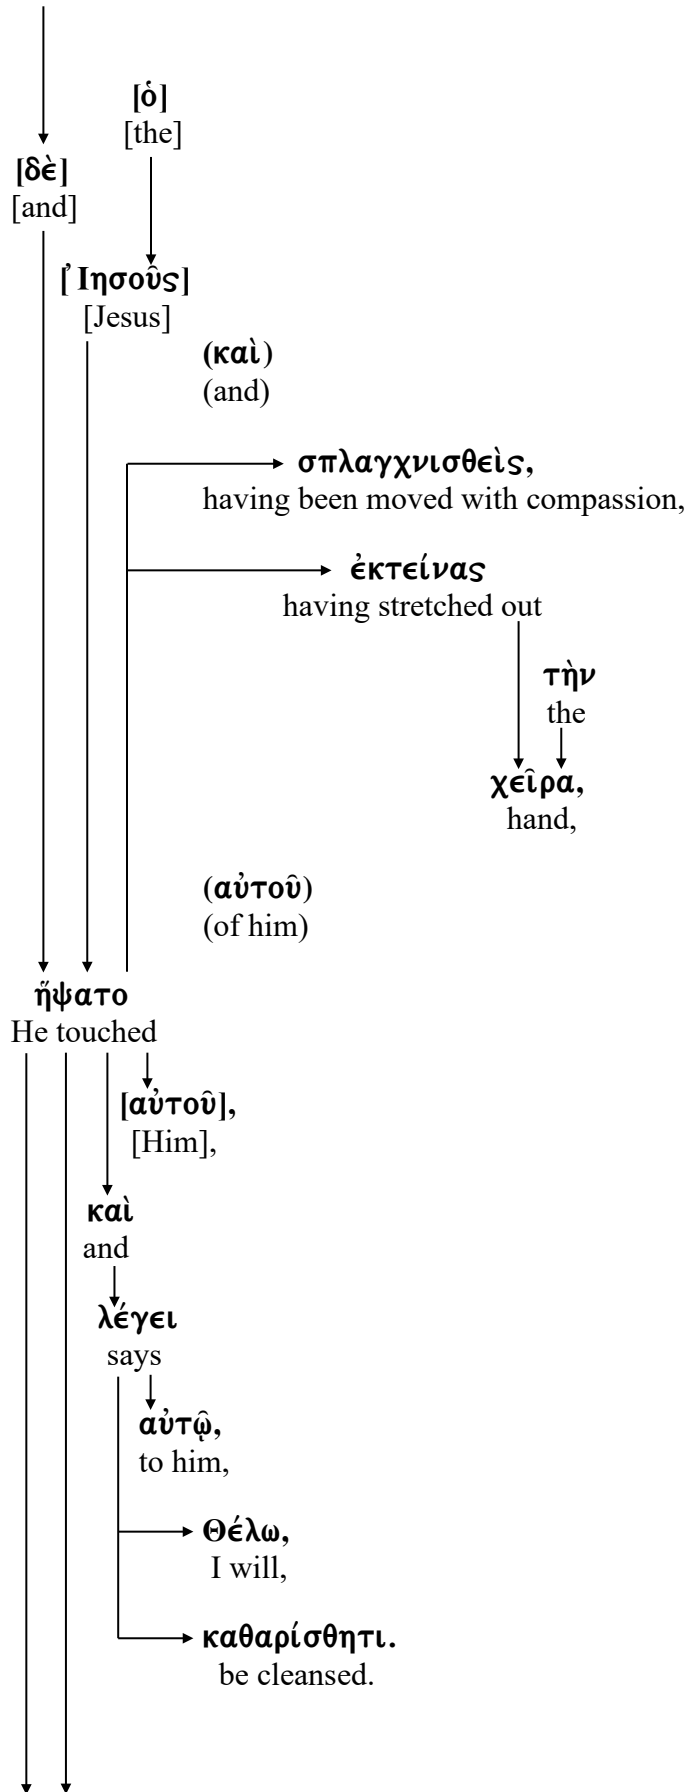 [ὁ]
[the]
[δὲ]
[and]
[Ἰησοῦς]
[Jesus]
(καὶ)
(and)
σπλαγχνισθεὶς,
having been moved with compassion,
ἐκτείνας
having stretched out
τὴν
the
χεῖρα,
hand,
(αὐτοῦ)
(of him)
ἥψατο
He touched
[αὐτοῦ],
[Him],
καὶ
and
λέγει
says
αὐτῷ,
to him,
Θέλω,
I will,
καθαρίσθητι.
be cleansed.